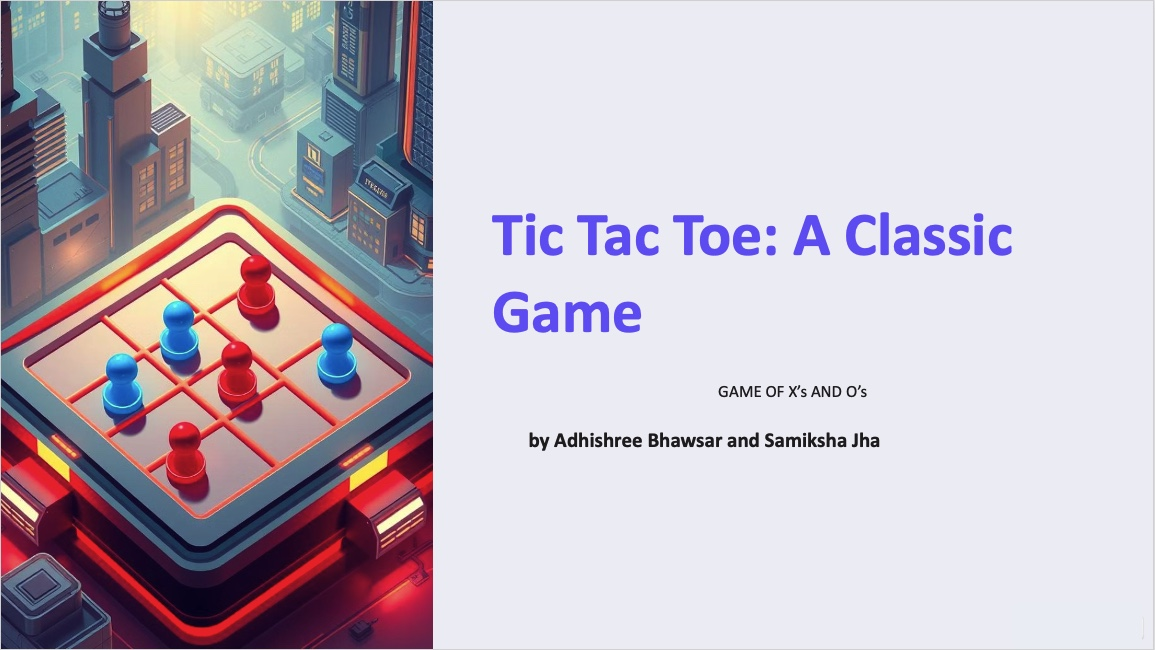 Tic Tac Toe: A Classic
Game
GAME OF X’s AND O’s
by Adhishree Bhawsar and Samiksha Jha